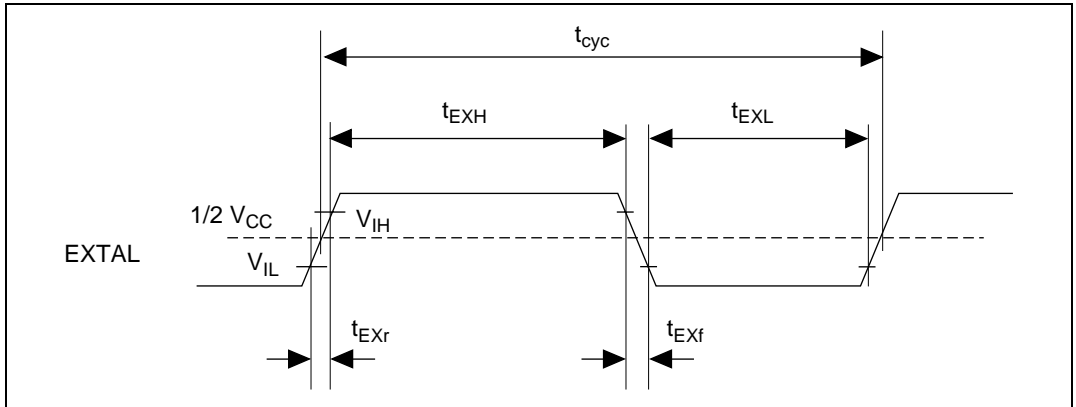 tcyc
tEXH
tEXL
1/2 VCC
VIH
EXTAL
VIL
tEXr
tEXf